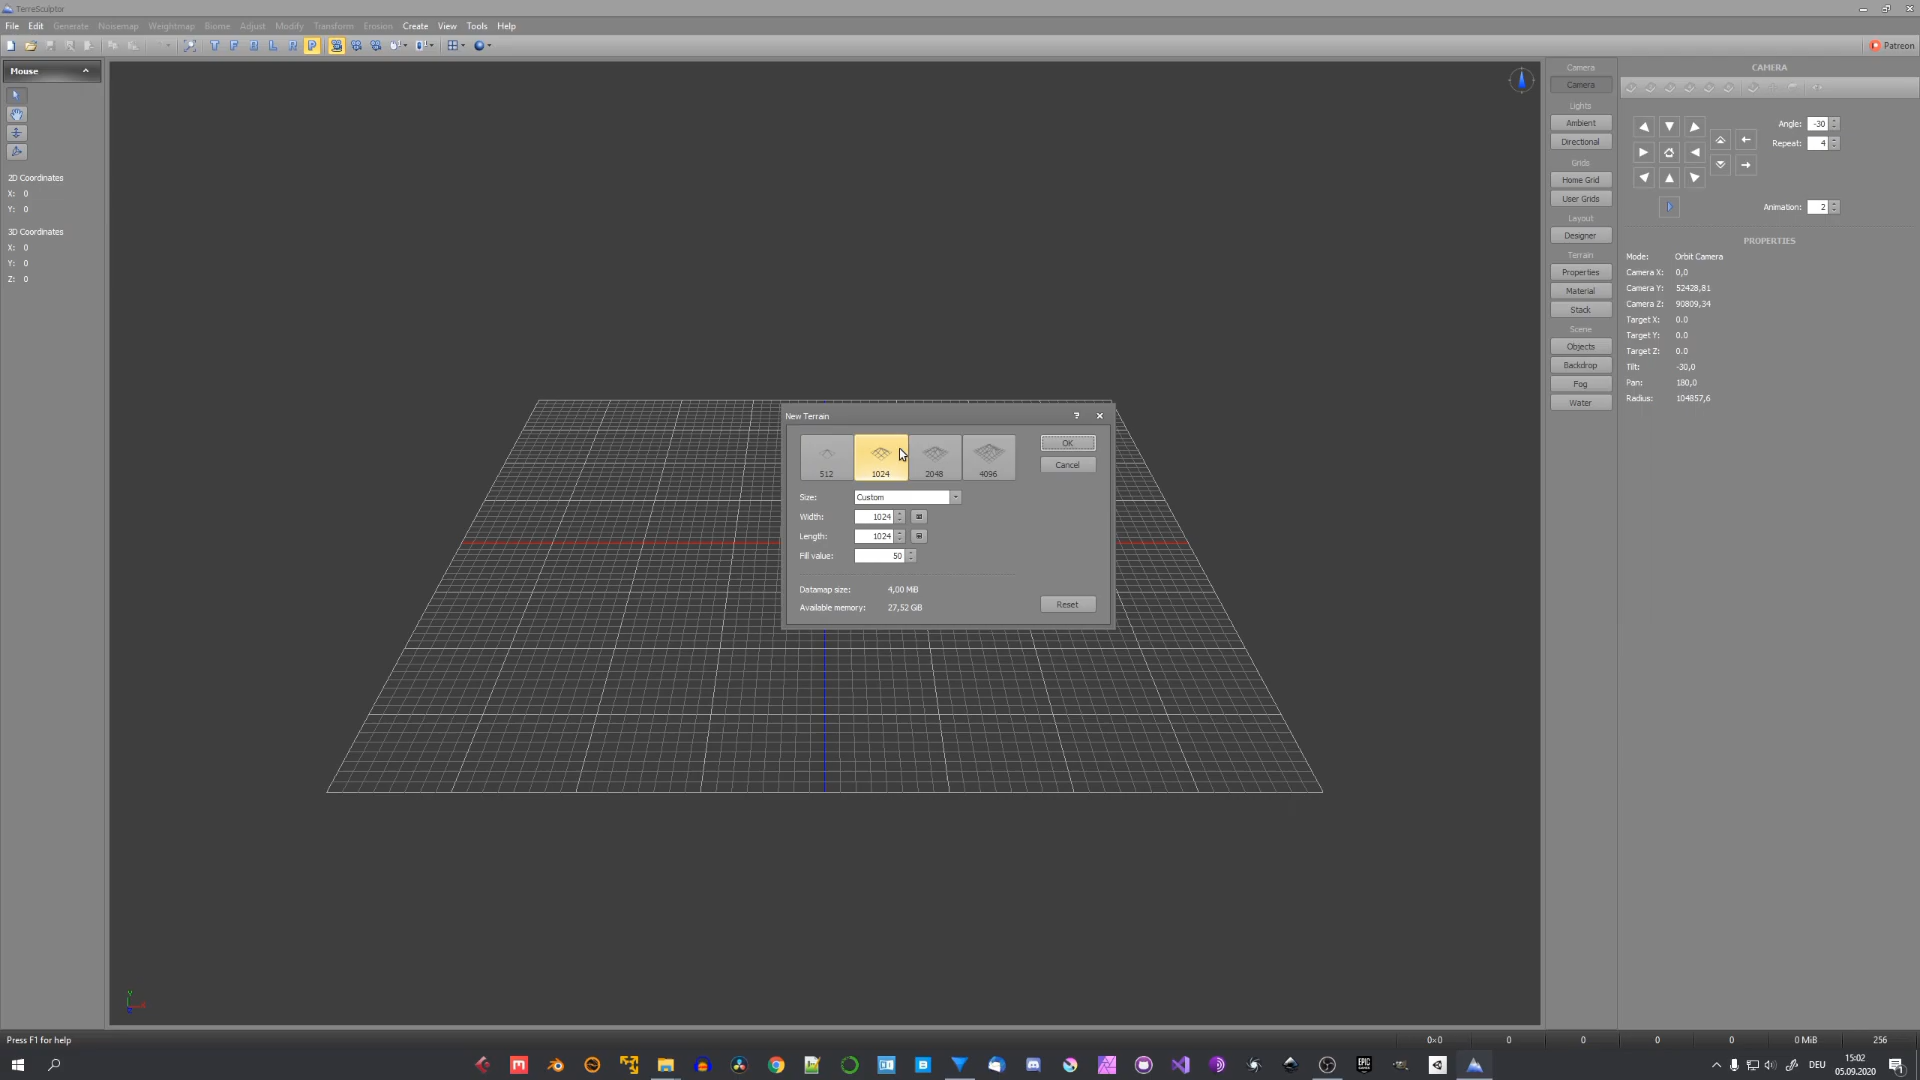 TerreSculptor
File Edit Generate Noisemap Weightmap Biome Adjust Modify Transform Erosion Create View Tools Help
T F B L R P
Patreon
Mouse
2D Coordinates
X: 0
Y: 0
3D Coordinates
X: 0
Y: 0
Z: 0
New Terrain
?
512 1024 2048 4096
OK
Cancel
Size: Custom
Width: 1024
Length: 1024
Fill value: 50
Datamap size: 4,00 MiB
Available memory: 27,52 GB
Reset
Y
X
Camera
Camera
Lights
Ambient
Directional
Grids
Home Grid
User Grids
Layout
Designer
Terrain
Properties
Material
Stack
Scene
Objects
Backdrop
Fog
Water
CAMERA
Angle: -30
Repeat: 4
Animation: 2
PROPERTIES
Mode: Orbit Camera
Camera X: 0,0
Camera Y: 52428,81
Camera Z: 90809,34
Target X: 0.0
Target Y: 0.0
Target Z: 0.0
Tilt: -30,0
Pan: 180,0
Radius: 104857,6
Press F1 for help
0×0 0 0 0 0 0 MiB 256
DEU
15:02
05.09.2020